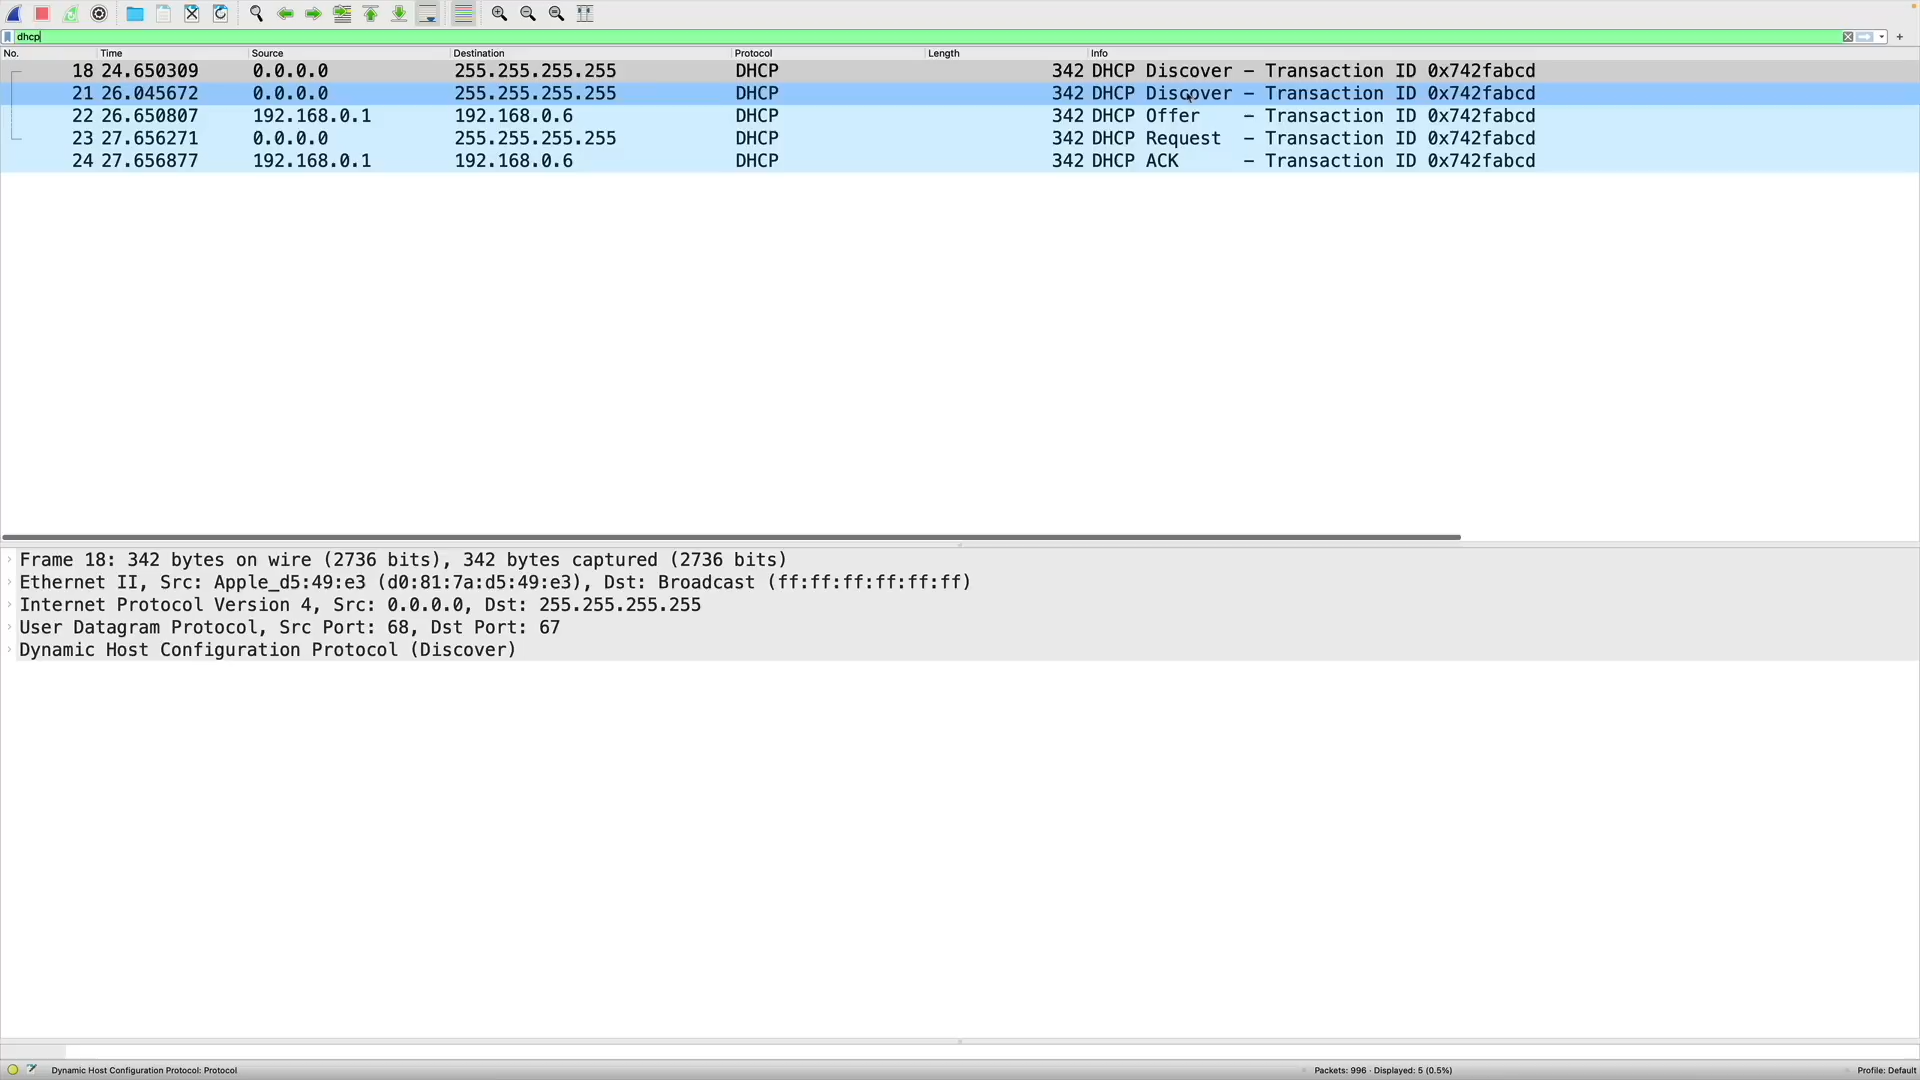 dhcp
No. Time Source Destination Protocol Length Info
18 24.650309 0.0.0.0 255.255.255.255 DHCP 342 DHCP Discover – Transaction ID 0x742fabcd
21 26.045672 0.0.0.0 255.255.255.255 DHCP 342 DHCP Discover – Transaction ID 0x742fabcd
22 26.650807 192.168.0.1 192.168.0.6 DHCP 342 DHCP Offer – Transaction ID 0x742fabcd
23 27.656271 0.0.0.0 255.255.255.255 DHCP 342 DHCP Request – Transaction ID 0x742fabcd
24 27.656877 192.168.0.1 192.168.0.6 DHCP 342 DHCP ACK – Transaction ID 0x742fabcd
Frame 18: 342 bytes on wire (2736 bits), 342 bytes captured (2736 bits)
Ethernet II, Src: Apple_d5:49:e3 (d0:81:7a:d5:49:e3), Dst: Broadcast (ff:ff:ff:ff:ff:ff)
Internet Protocol Version 4, Src: 0.0.0.0, Dst: 255.255.255.255
User Datagram Protocol, Src Port: 68, Dst Port: 67
Dynamic Host Configuration Protocol (Discover)
Dynamic Host Configuration Protocol: Protocol Packets: 996 · Displayed: 5 (0.5%) Profile: Default